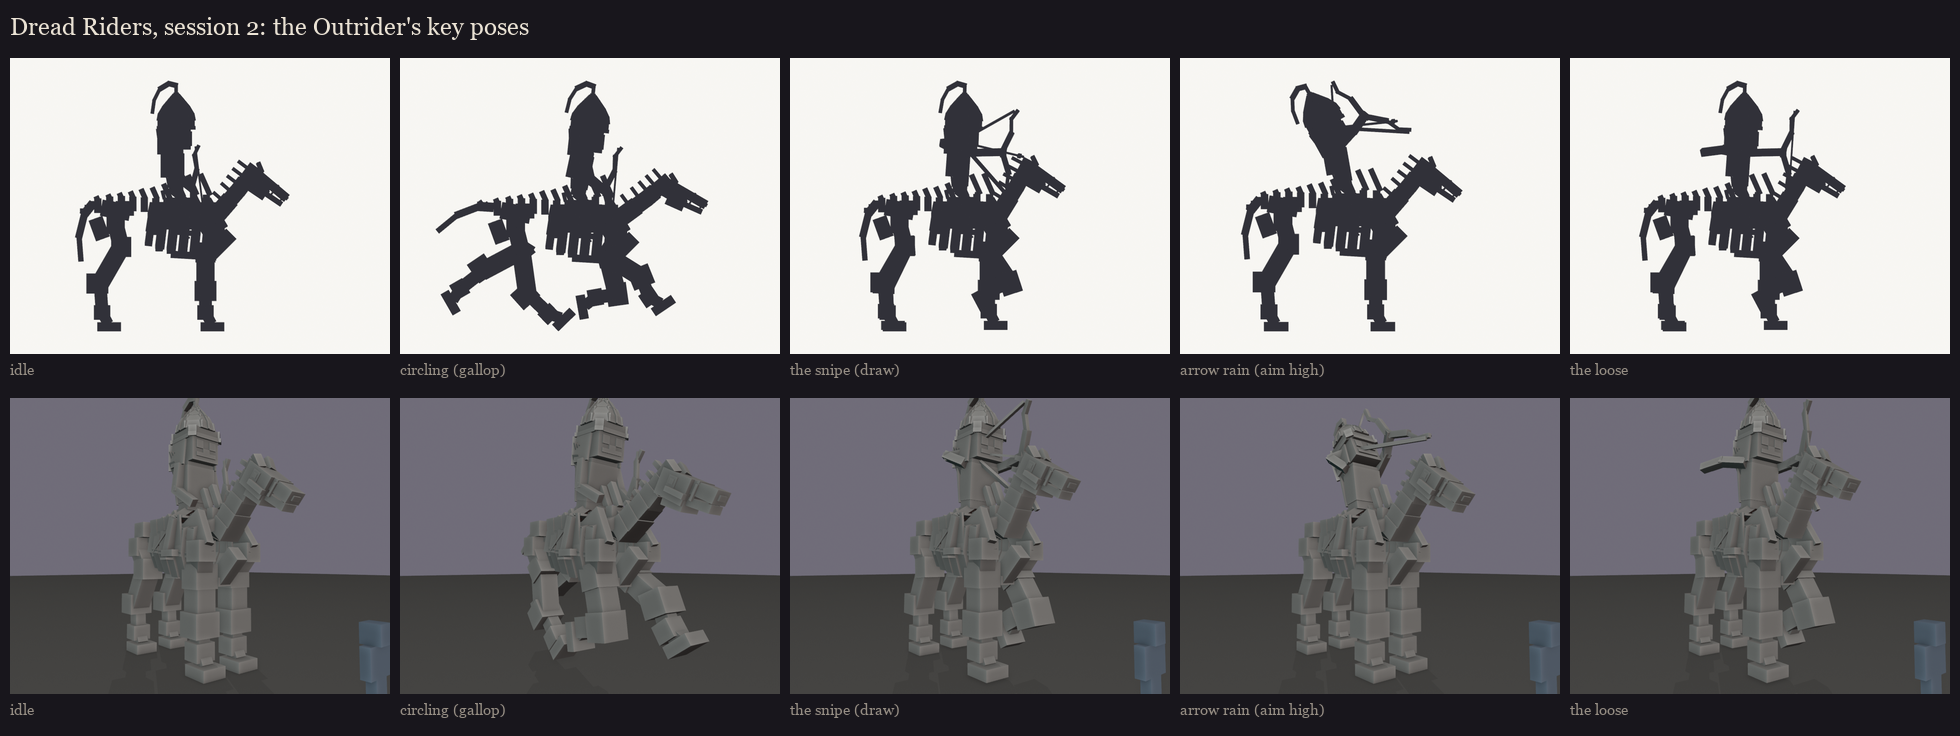 Dread Riders, session 2: the Outrider's key poses
idle
circling (gallop)
the snipe (draw)
arrow rain (aim high)
the loose
idle
circling (gallop)
the snipe (draw)
arrow rain (aim high)
the loose